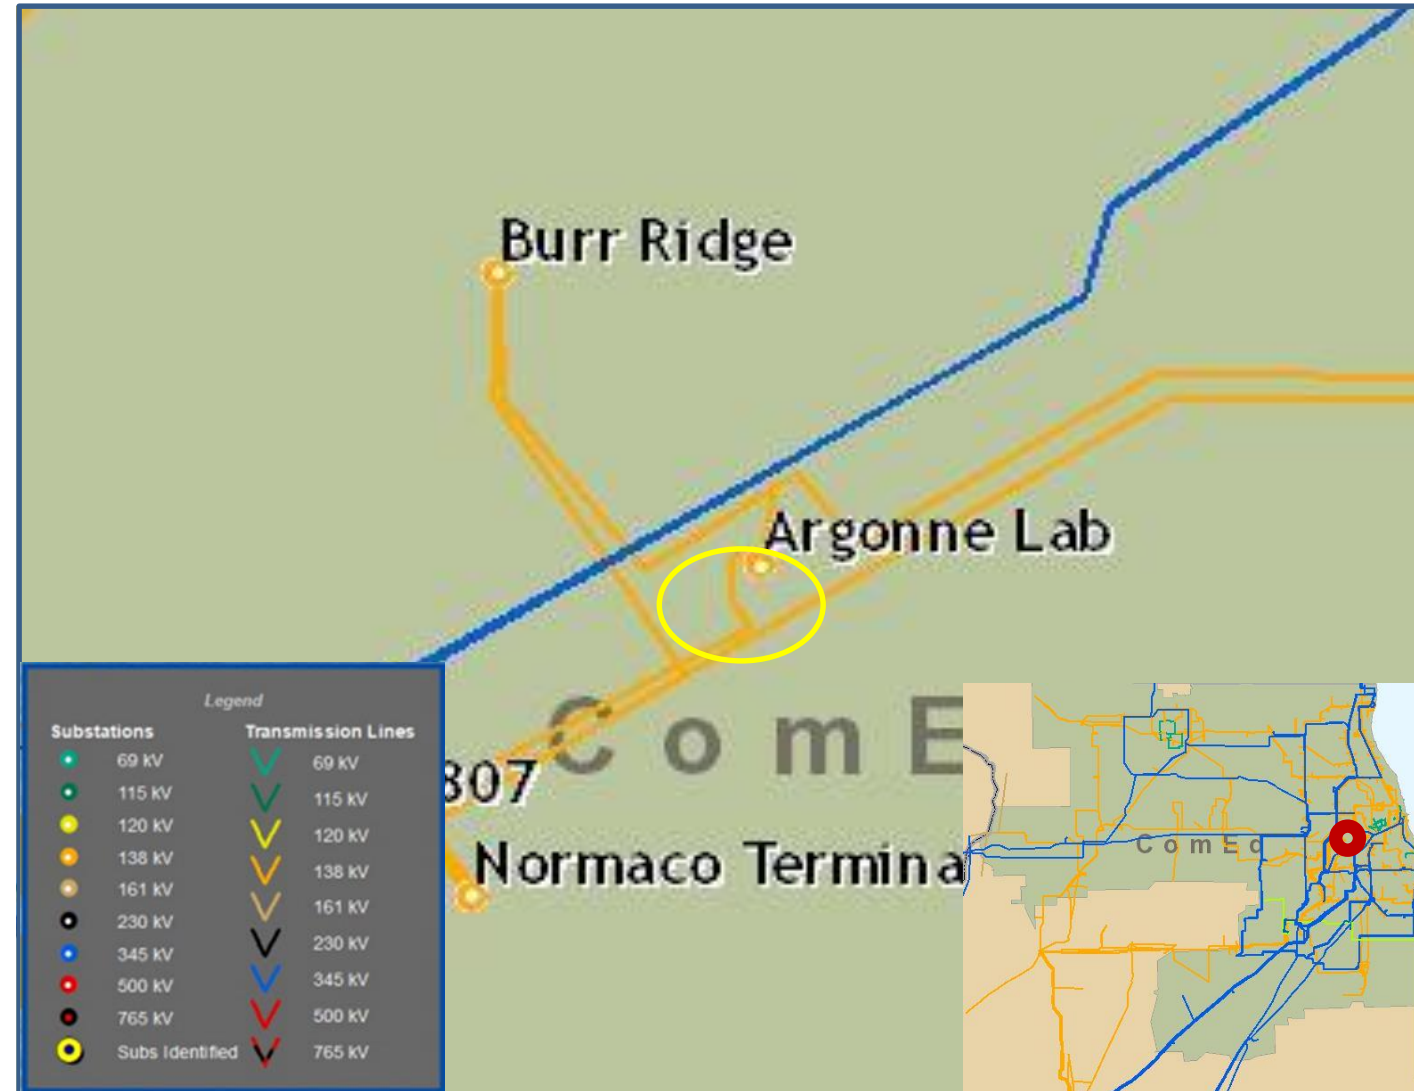 Burr Ridge
Argonne Lab
ComE
807
Normaco Termina
Legend
Substations Transmission Lines
69 kV 69 kV
115 kV 115 kV
120 kV 120 kV
138 kV 138 kV
161 kV 161 kV
230 kV 230 kV
345 kV 345 kV
500 kV 500 kV
765 kV 765 kV
Subs Identified
ComEd